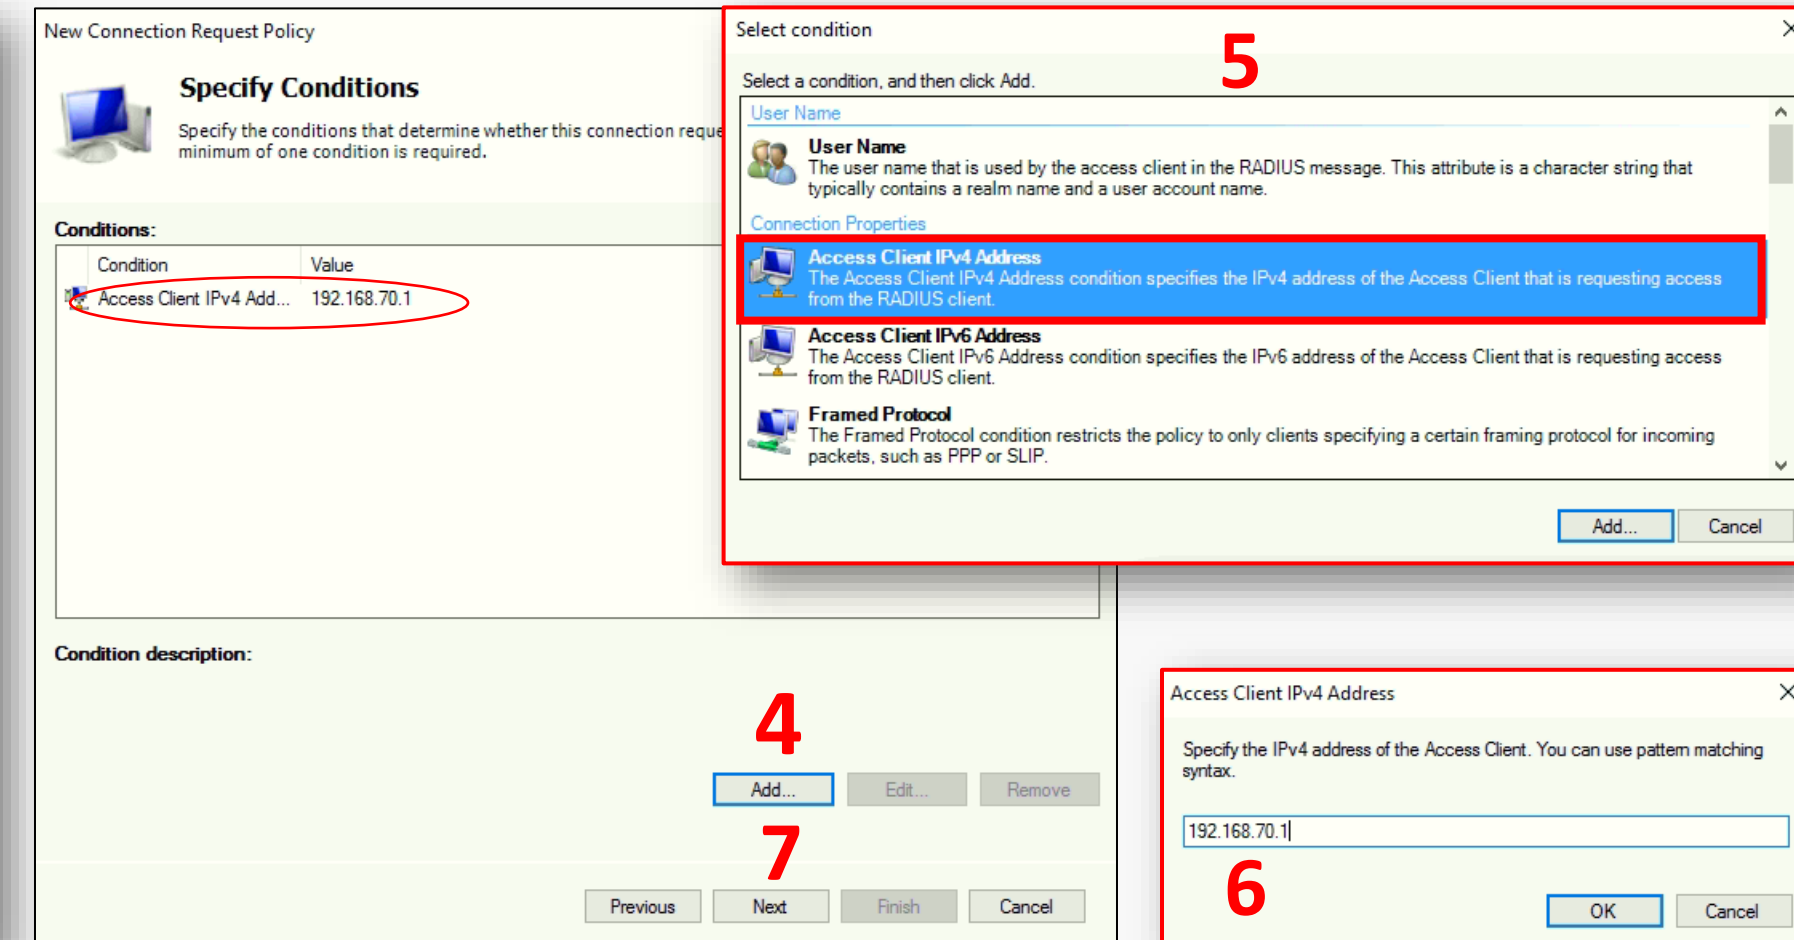 New Connection Request Policy
Specify Conditions
Specify the conditions that determine whether this connection reque
minimum of one condition is required.
Conditions:
Condition Value
Access Client IPv4 Add... 192.168.70.1
Condition description:
4
Add... Edit... Remove
7
Previous Next Finish Cancel
Select condition
5
Select a condition, and then click Add.
User Name
User Name
The user name that is used by the access client in the RADIUS message. This attribute is a character string that
typically contains a realm name and a user account name.
Connection Properties
Access Client IPv4 Address
The Access Client IPv4 Address condition specifies the IPv4 address of the Access Client that is requesting access
from the RADIUS client.
Access Client IPv6 Address
The Access Client IPv6 Address condition specifies the IPv6 address of the Access Client that is requesting access
from the RADIUS client.
Framed Protocol
The Framed Protocol condition restricts the policy to only clients specifying a certain framing protocol for incoming
packets, such as PPP or SLIP.
Add... Cancel
Access Client IPv4 Address
Specify the IPv4 address of the Access Client. You can use pattern matching
syntax.
192.168.70.1
6
OK Cancel